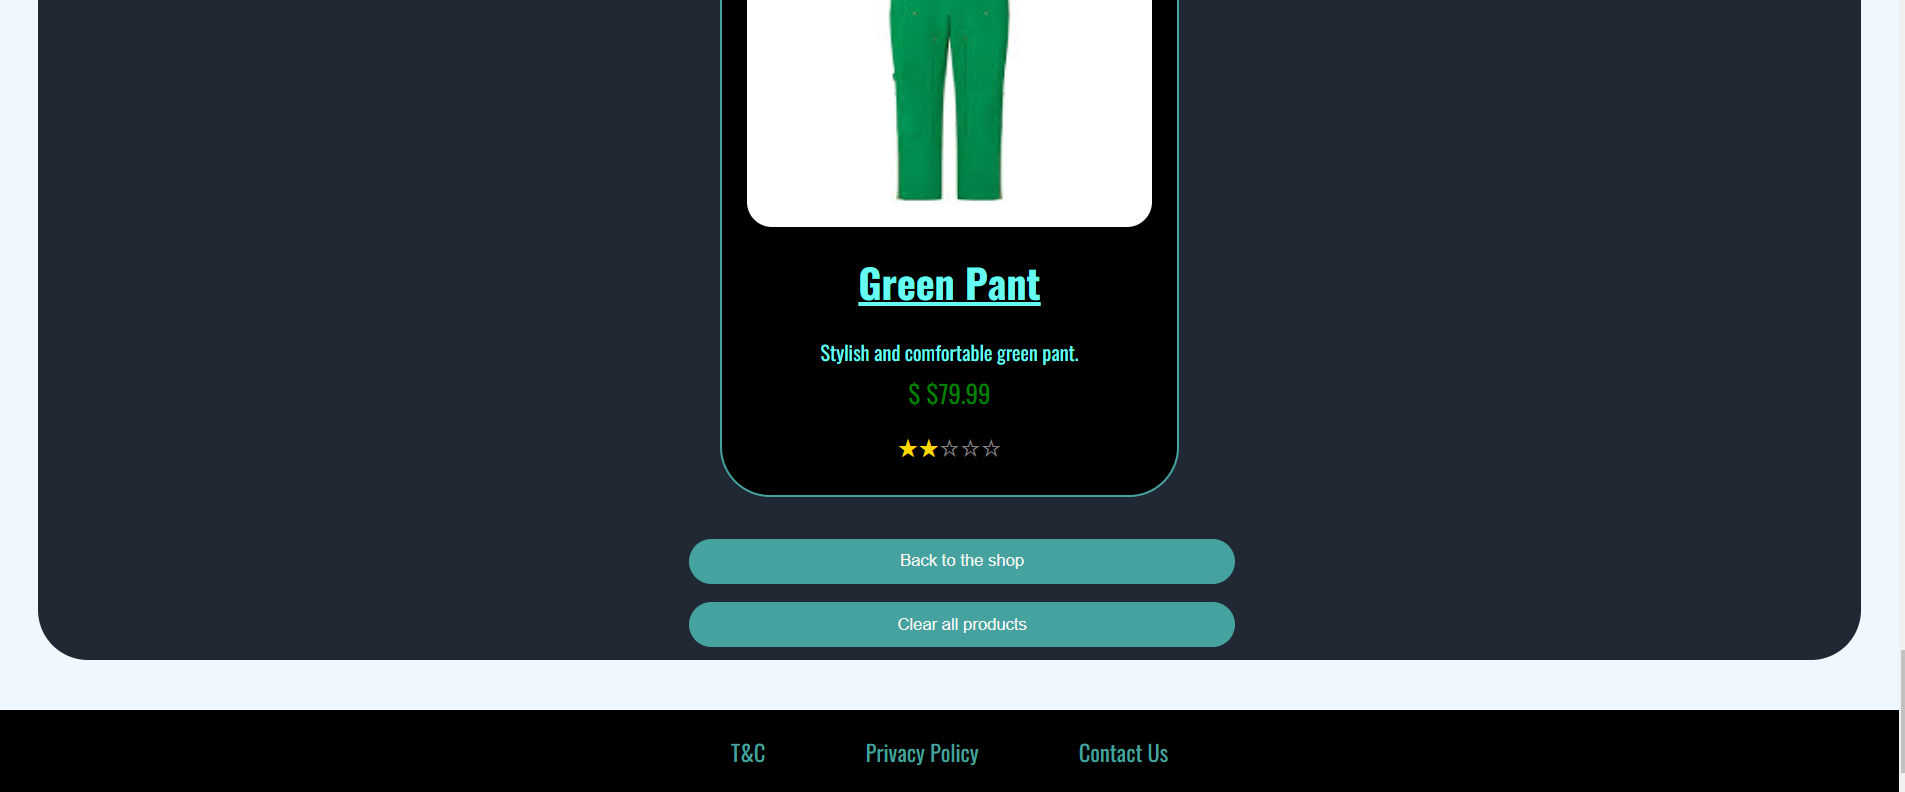 Green Pant
Stylish and comfortable green pant.
$ $79.99
★★☆☆☆
Back to the shop
Clear all products
T&C Privacy Policy Contact Us